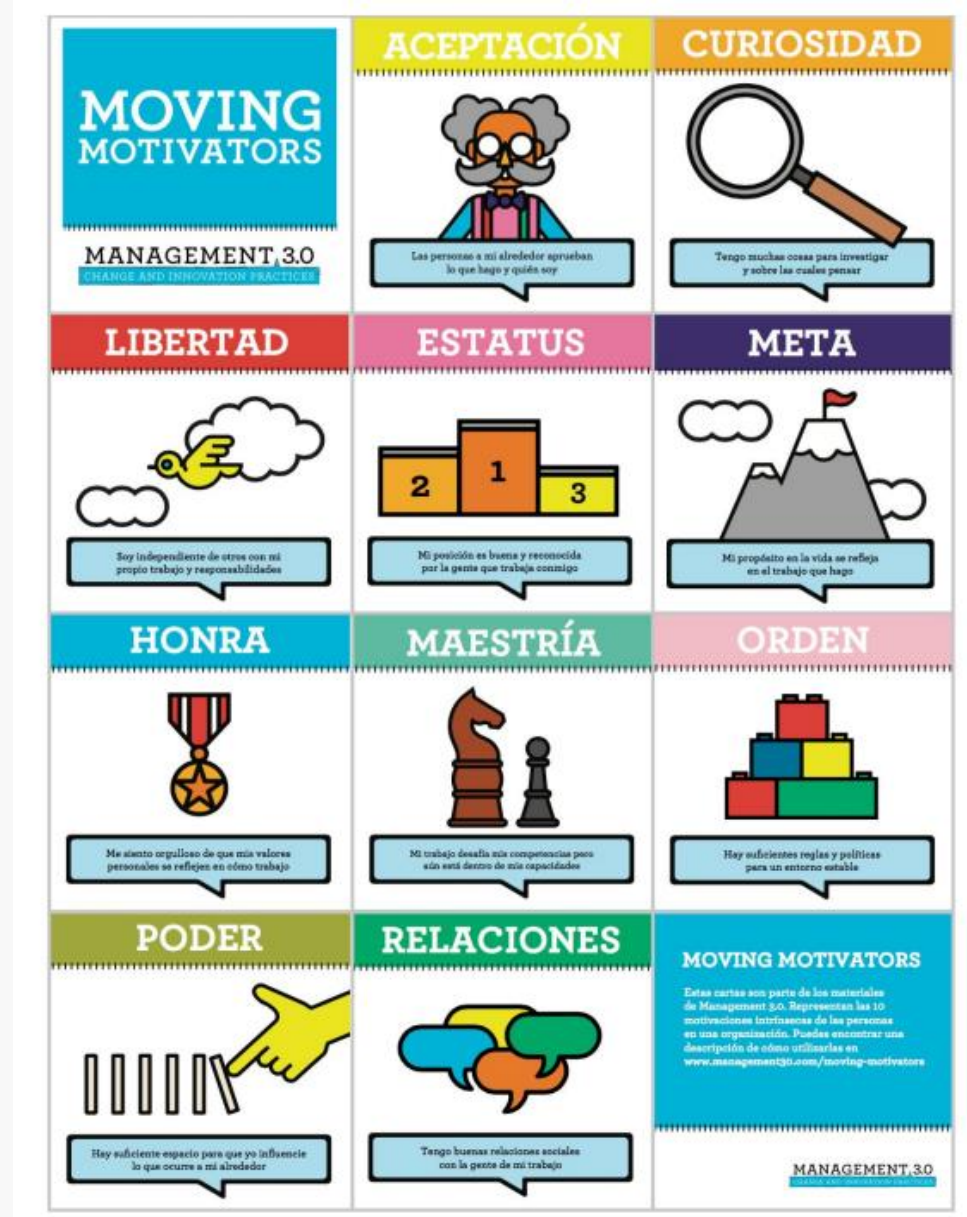 MOVING
MOTIVATORS
MANAGEMENT 3.0
CHANGE AND INNOVATION PRACTICES
ACEPTACIÓN
Las personas a mi alrededor aprueban
lo que hago y quién soy
CURIOSIDAD
Tengo muchas cosas para investigar
y sobre las cuales pensar
LIBERTAD
Soy independiente de otros con mi
propio trabajo y responsabilidades
ESTATUS
2
1
3
Mi posición es buena y reconocida
por la gente que trabaja conmigo
META
Mi propósito en la vida se refleja
en el trabajo que hago
HONRA
Me siento orgulloso de que mis valores
personales se reflejen en cómo trabajo
MAESTRÍA
Mi trabajo desafía mis competencias pero
aún está dentro de mis capacidades
ORDEN
Hay suficientes reglas y políticas
para un entorno estable
PODER
Hay suficiente espacio para que yo influencie
lo que ocurre a mi alrededor
RELACIONES
Tengo buenas relaciones sociales
con la gente de mi trabajo
MOVING MOTIVATORS
Estas cartas son parte de los materiales
de Management 3.0. Representan las 10
motivaciones intrínsecas de las personas
en una organización. Puedes encontrar una
descripción de cómo utilizarlas en
www.management30.com/moving-motivators
MANAGEMENT 3.0
CHANGE AND INNOVATION PRACTICES